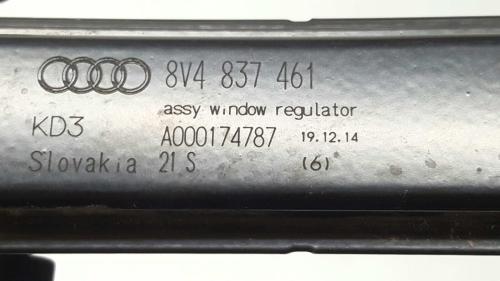 8V4 837 461
assy window regulator
KD3 A000174787 19.12.14
Slovakia 21 S (6)